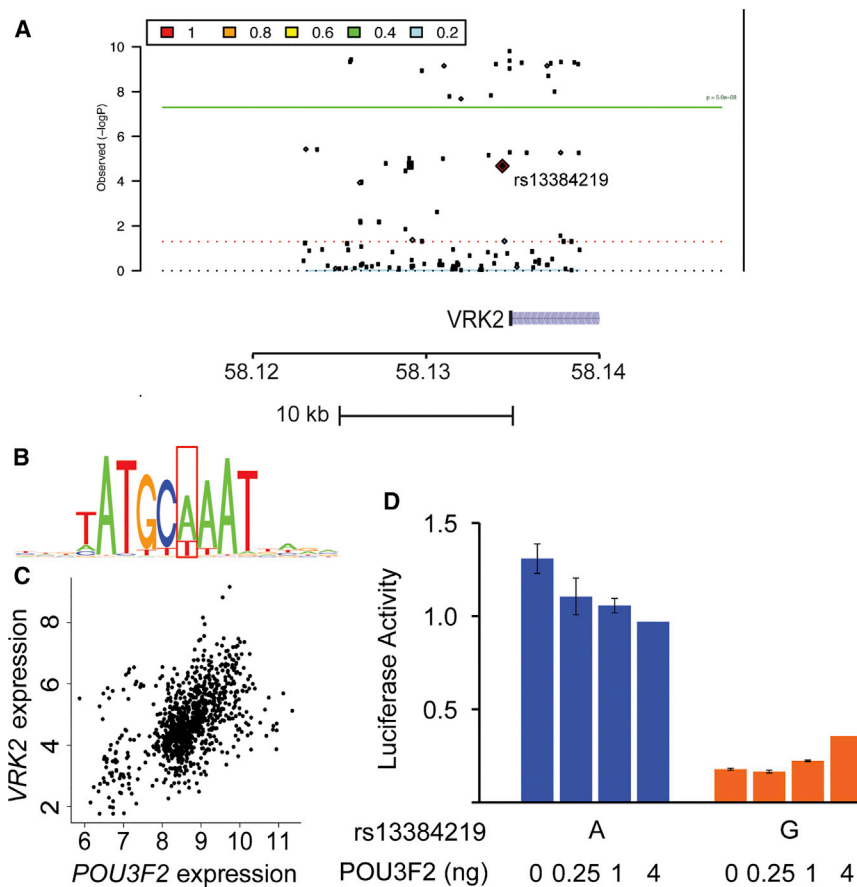 A
1 0.8 0.6 0.4 0.2
10
8
6
4
2
0
Observed (−logP)
p = 5.0e−08
rs13384219
VRK2
58.12 58.13 58.14
10 kb
B
TATGCAAAT
C
VRK2 expression
8
6
4
2
6 7 8 9 10 11
POU3F2 expression
D
Luciferase Activity
1.5
1.0
0.5
rs13384219 A G
POU3F2 (ng) 0 0.25 1 4 0 0.25 1 4